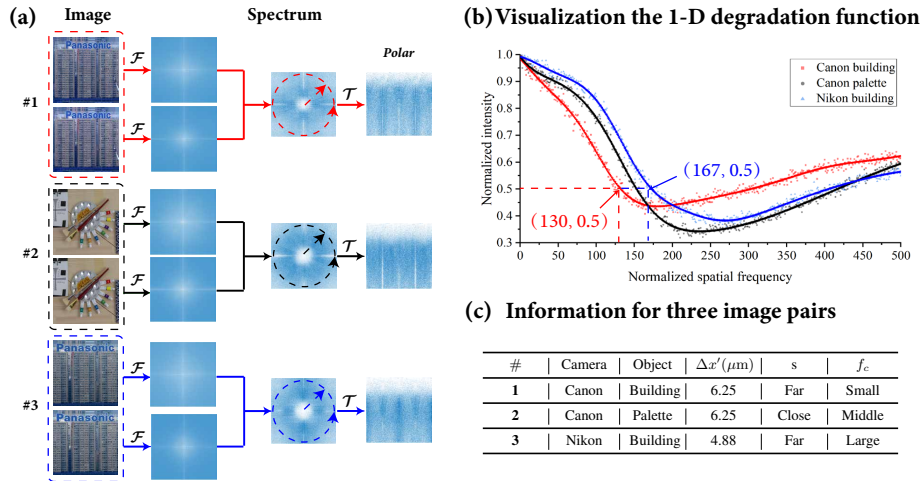 (a)
Image
Spectrum
Polar
#1
Panasonic
Panasonic
ℱ
ℱ
𝒯
#2
ℱ
ℱ
𝒯
#3
Panasonic
Panasonic
ℱ
ℱ
𝒯
(b) Visualization the 1-D degradation function
Normalized intensity
1.0
0.9
0.8
0.7
0.6
0.5
0.4
0.3
Canon building
Canon palette
Nikon building
(167, 0.5)
(130, 0.5)
0 50 100 150 200 250 300 350 400 450 500
Normalized spatial frequency
(c) Information for three image pairs
# Camera Object Δx′(μm) s f_c
1 Canon Building 6.25 Far Small
2 Canon Palette 6.25 Close Middle
3 Nikon Building 4.88 Far Large